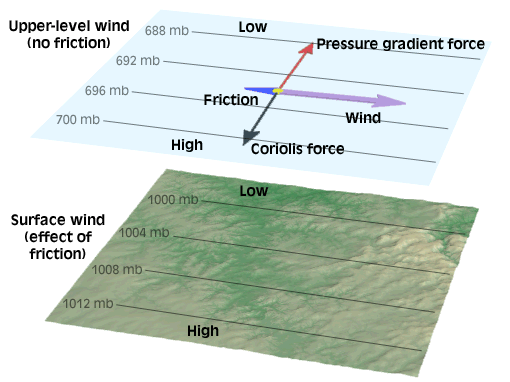 Upper-level wind
(no friction)
688 mb
Low
Pressure gradient force
692 mb
696 mb
Friction
Wind
700 mb
High
Coriolis force
Surface wind
(effect of
friction)
Low
1000 mb
1004 mb
1008 mb
1012 mb
High